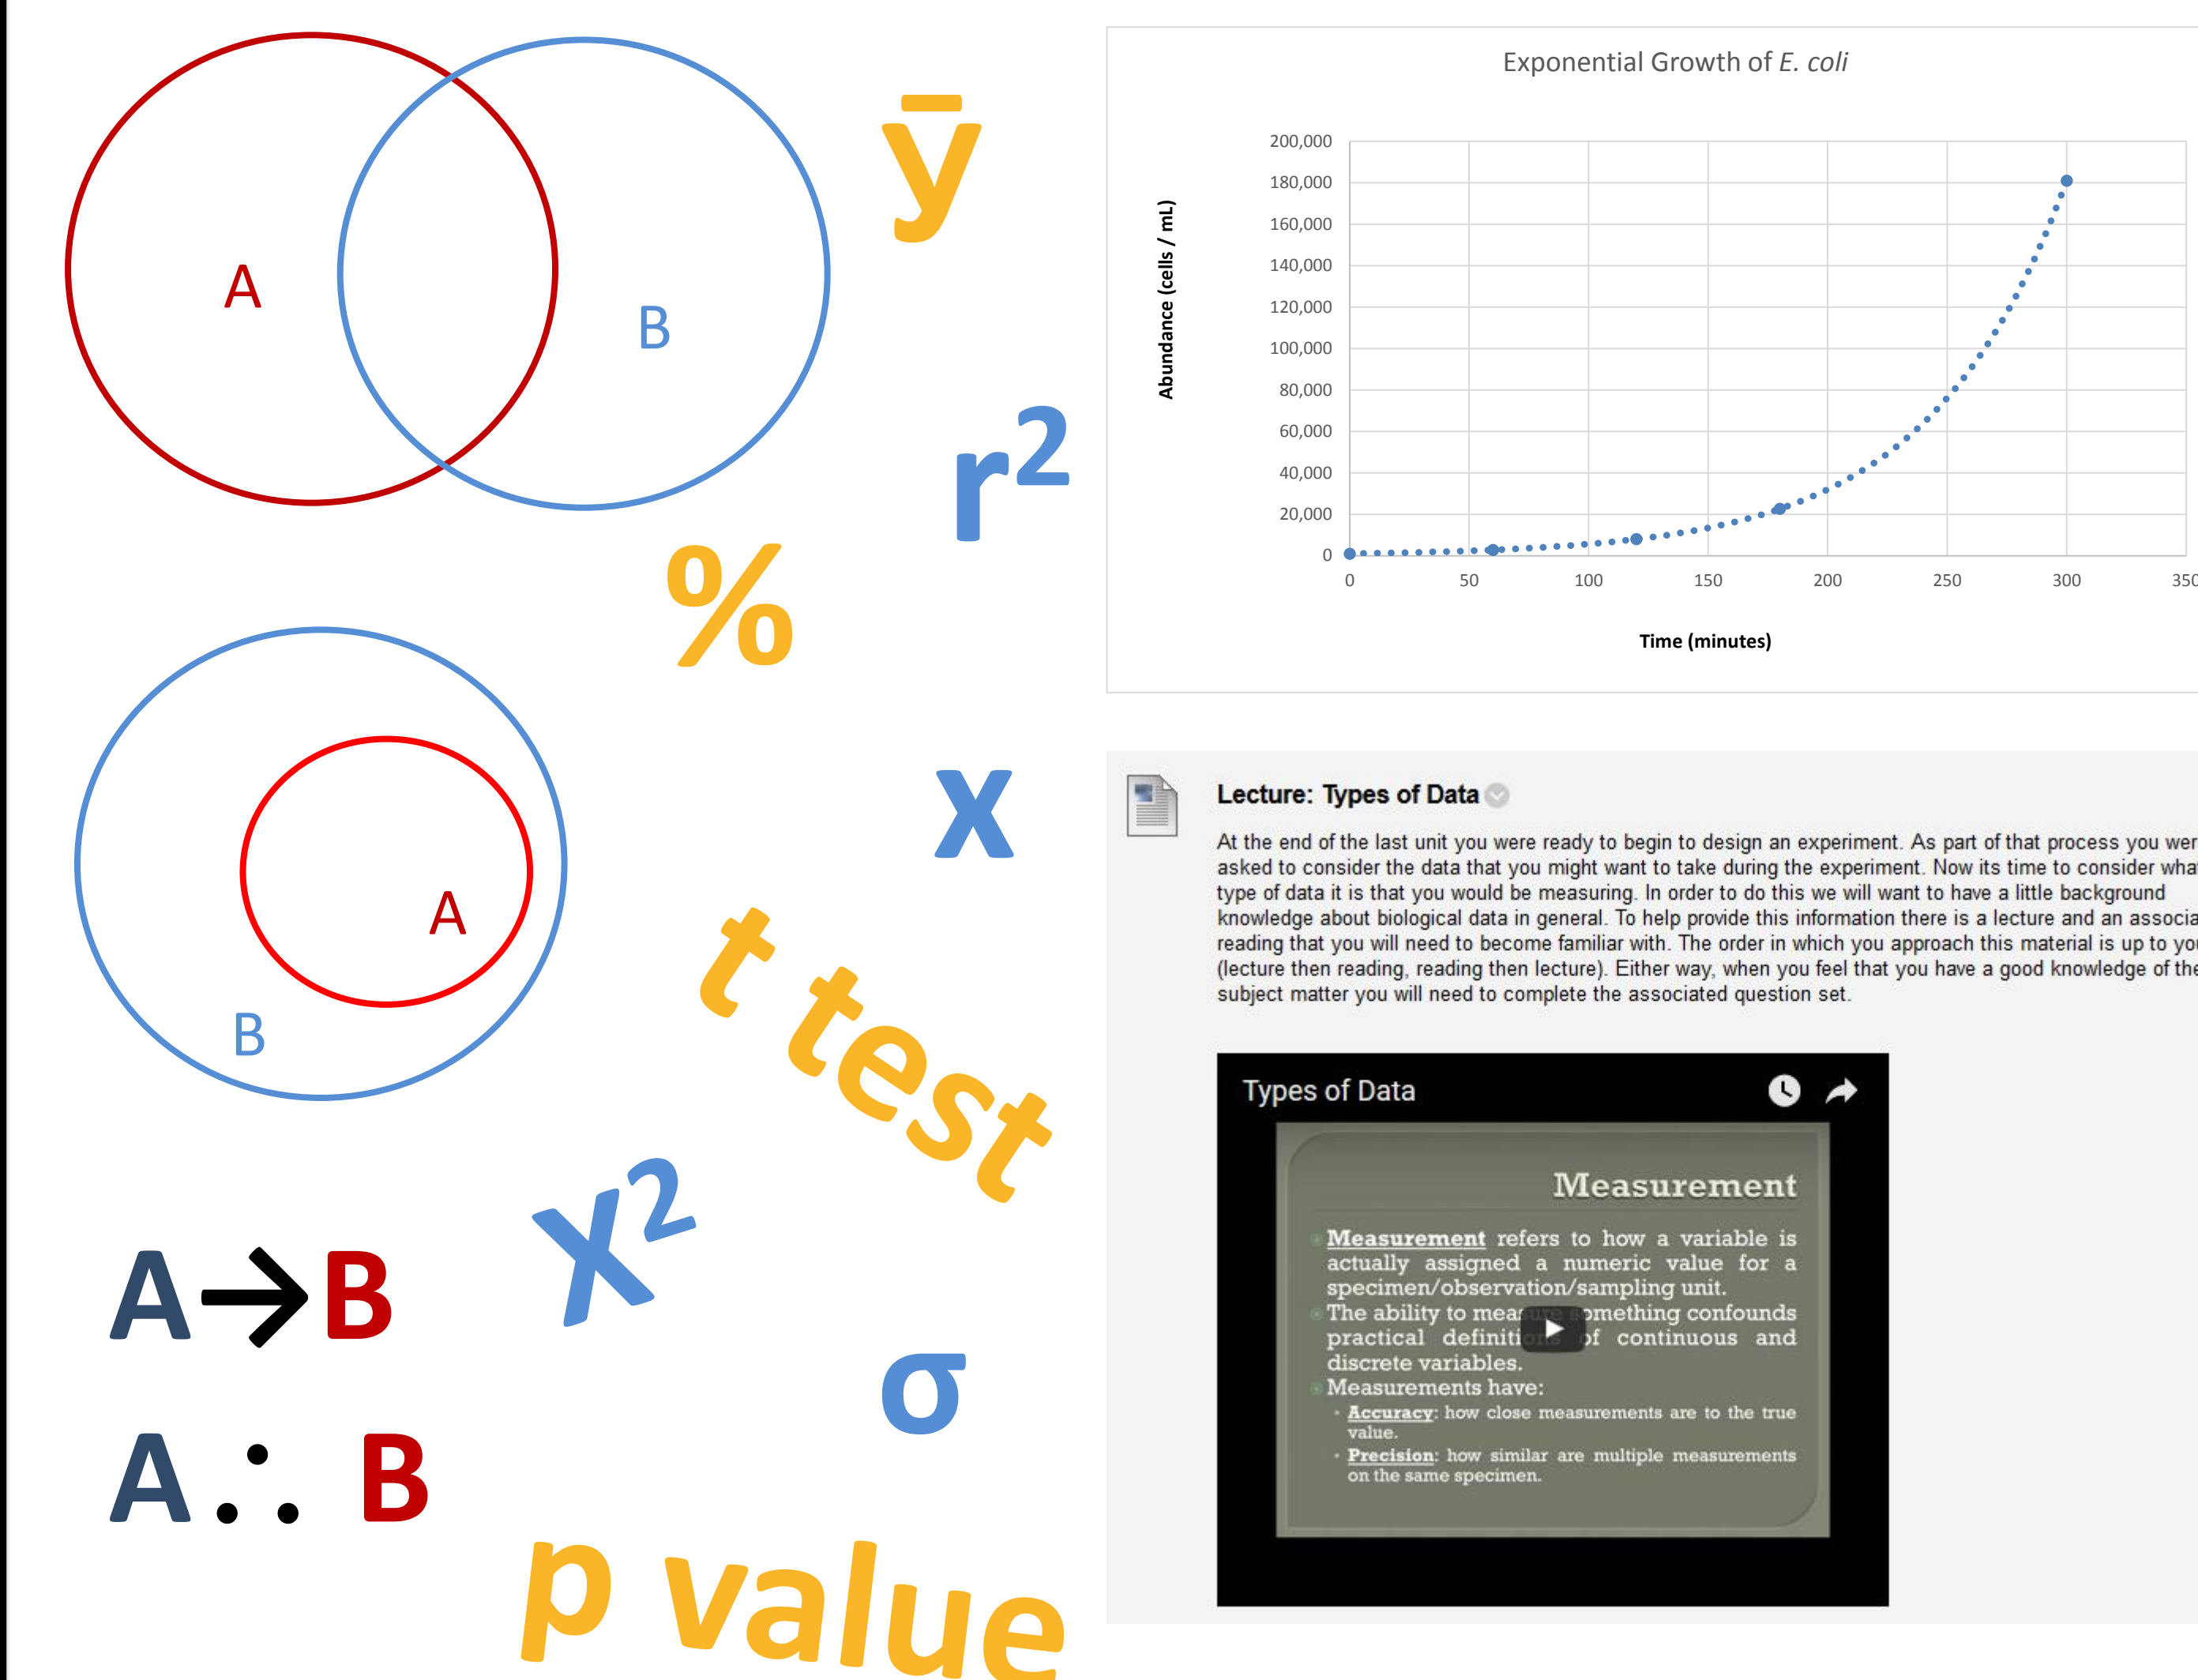 A
B
ȳ
r²
%
A
B
x
t test
X²
A→B
A∴ B
σ
p value
Exponential Growth of E. coli
Abundance (cells / mL)
200,000
180,000
160,000
140,000
120,000
100,000
80,000
60,000
40,000
20,000
0
0 50 100 150 200 250 300 350
Time (minutes)
Lecture: Types of Data
At the end of the last unit you were ready to begin to design an experiment. As part of that process you wer
asked to consider the data that you might want to take during the experiment. Now its time to consider wha
type of data it is that you would be measuring. In order to do this we will want to have a little background
knowledge about biological data in general. To help provide this information there is a lecture and an associa
reading that you will need to become familiar with. The order in which you approach this material is up to you
(lecture then reading, reading then lecture). Either way, when you feel that you have a good knowledge of the
subject matter you will need to complete the associated question set.
Types of Data
Measurement
Measurement refers to how a variable is
actually assigned a numeric value for a
specimen/observation/sampling unit.
The ability to measure something confounds
practical definitions of continuous and
discrete variables.
Measurements have:
Accuracy: how close measurements are to the true
value.
Precision: how similar are multiple measurements
on the same specimen.